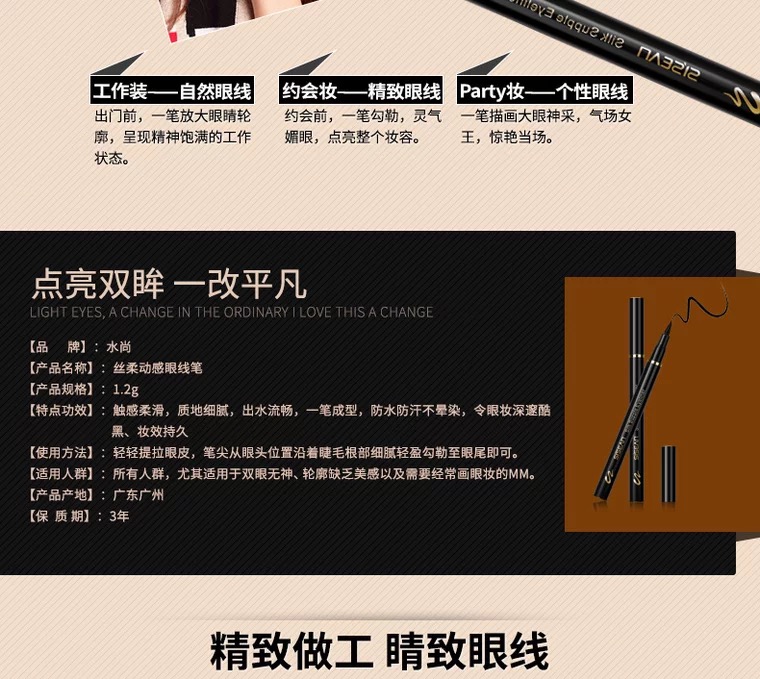 Silk Supple Eyeliner
工作装——自然眼线
出门前，一笔放大眼睛轮
廓，呈现精神饱满的工作
状态。
约会妆——精致眼线
约会前，一笔勾勒，灵气
媚眼，点亮整个妆容。
Party妆——个性眼线
一笔描画大眼神采，气场女
王，惊艳当场。
点亮双眸 一改平凡
LIGHT EYES, A CHANGE IN THE ORDINARY I LOVE THIS A CHANGE
【品 牌】：水尚
【产品名称】：丝柔动感眼线笔
【产品规格】：1.2g
【特点功效】：触感柔滑，质地细腻，出水流畅，一笔成型，防水防汗不晕染，令眼妆深邃酷
黑、妆效持久
【使用方法】：轻轻提拉眼皮，笔尖从眼头位置沿着睫毛根部细腻轻盈勾勒至眼尾即可。
【适用人群】：所有人群，尤其适用于双眼无神、轮廓缺乏美感以及需要经常画眼妆的MM。
【产品产地】：广东广州
【保 质 期】：3年
精致做工 睛致眼线